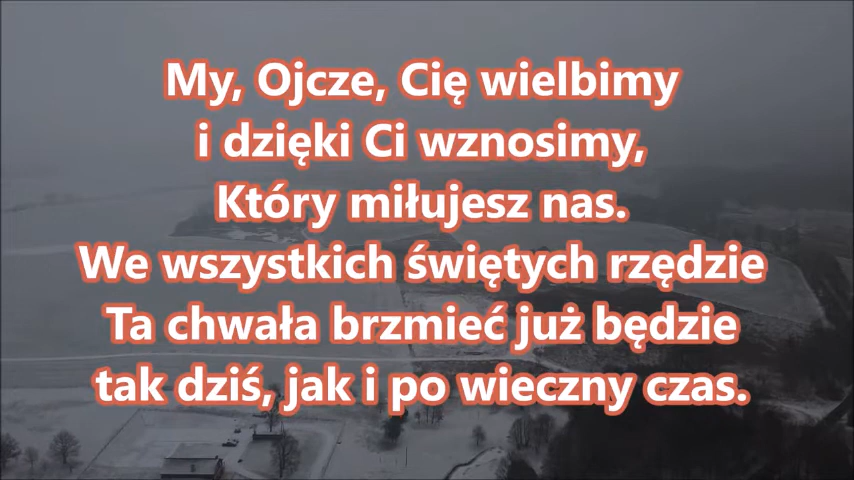 My, Ojcze, Cię wielbimy
i dzięki Ci wznosimy,
Który miłujesz nas.
We wszystkich świętych rzędzie
Ta chwała brzmieć już będzie
tak dziś, jak i po wieczny czas.